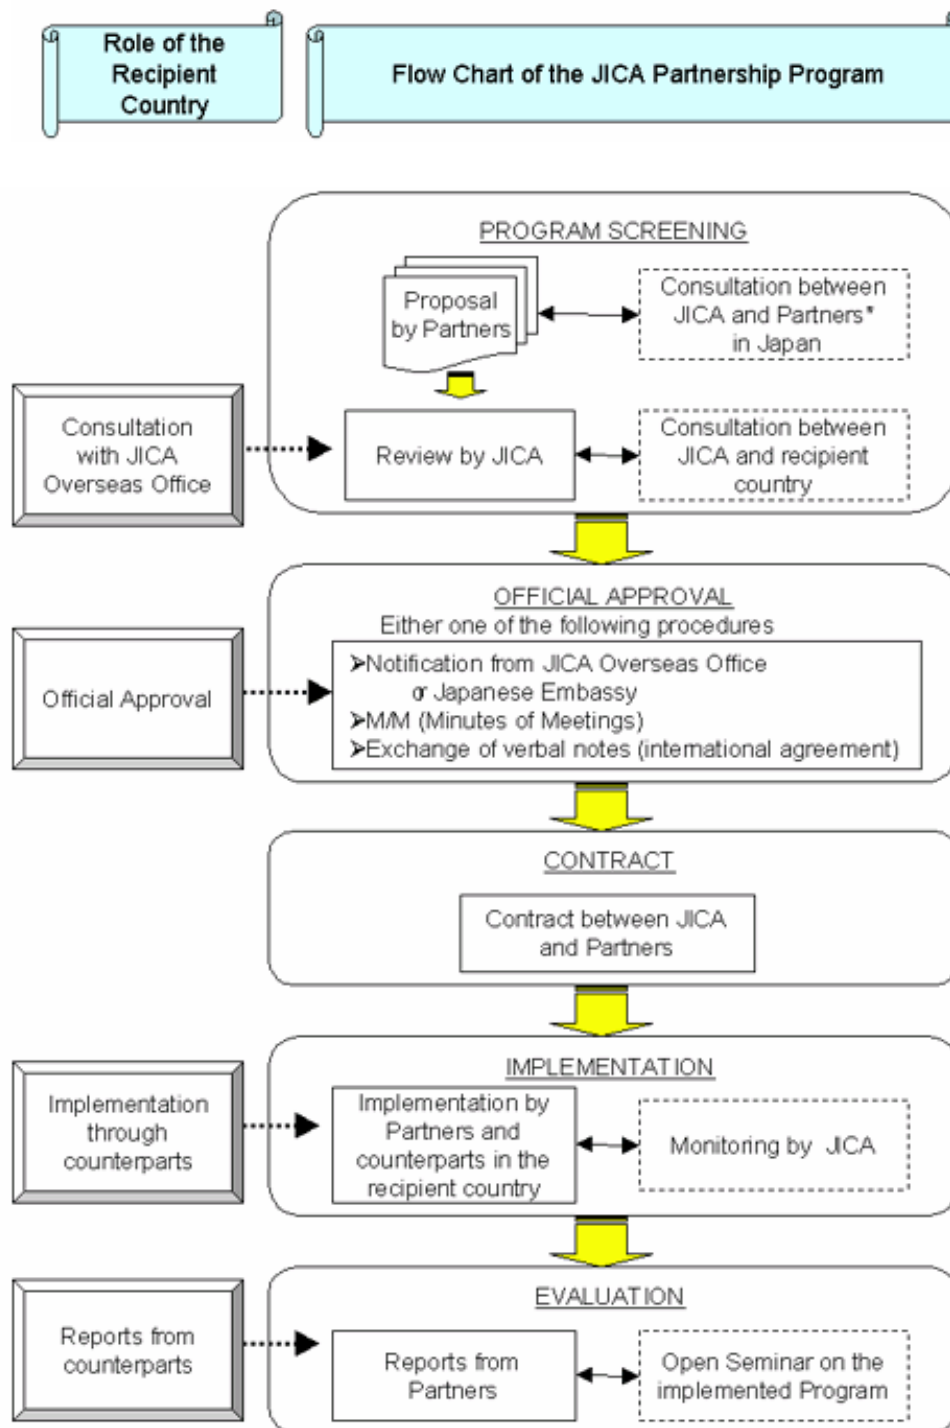 Role of the
Recipient
Country
Flow Chart of the JICA Partnership Program
PROGRAM SCREENING
Proposal
by Partners
Consultation between
JICA and Partners*
in Japan
Consultation
with JICA
Overseas Office
Review by JICA
Consultation between
JICA and recipient
country
OFFICIAL APPROVAL
Either one of the following procedures
Official Approval
➢Notification from JICA Overseas Office
or Japanese Embassy
➢M/M (Minutes of Meetings)
➢Exchange of verbal notes (international agreement)
CONTRACT
Contract between JICA
and Partners
IMPLEMENTATION
Implementation
through
counterparts
Implementation by
Partners and
counterparts in the
recipient country
Monitoring by JICA
EVALUATION
Reports from
counterparts
Reports from
Partners
Open Seminar on the
implemented Program